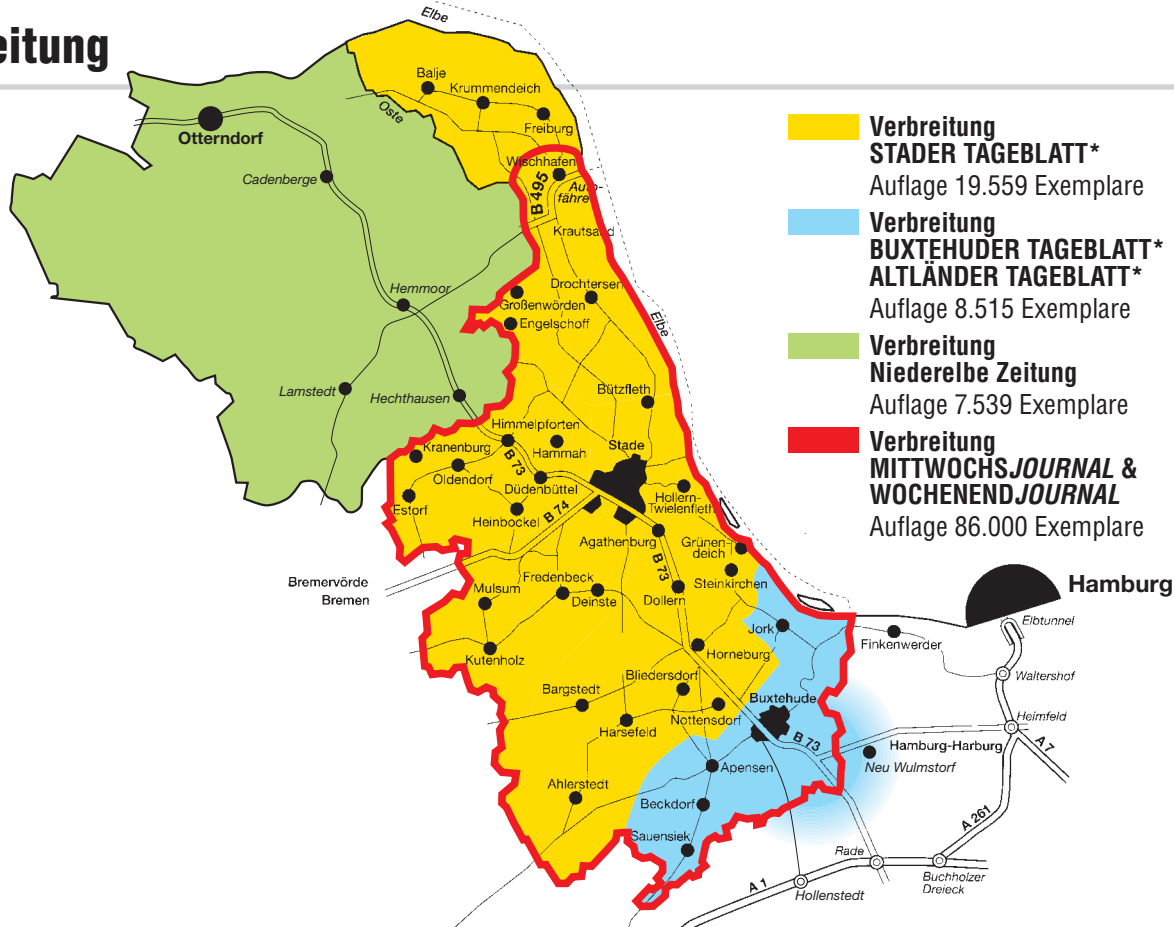 eitung
Elbe
Balje
Krummendeich
Oste
Freiburg
Otterndorf
Wischhafen
Cadenberge
B 495
Auto-
fähre
Krautsand
Hemmoor
Drochtersen
Großenwörden
Elbe
Engelschoff
Lamstedt
Hechthausen
Bützfleth
Himmelpforten
Kranenburg
Hammah
Stade
B 73
Oldendorf
Düdenbüttel
Hollern-
Twielenfleth
Estorf
Heinbockel
B 74
Agathenburg
Grünen-
deich
B 73
Steinkirchen
Bremervörde
Bremen
Fredenbeck
Mulsum
Deinste
Dollern
Jork
Finkenwerder
Kutenholz
Horneburg
Bliedersdorf
Bargstedt
Buxtehude
Nottensdorf
Harsefeld
B 73
Hamburg-Harburg
Neu Wulmstorf
Apensen
Ahlerstedt
Beckdorf
Sauensiek
Hamburg
Elbtunnel
Waltershof
Heimfeld
A 7
A 261
Rade
Buchholzer
Dreieck
A 1
Hollenstedt
Verbreitung
STADER TAGEBLATT*
Auflage 19.559 Exemplare
Verbreitung
BUXTEHUDER TAGEBLATT*
ALTLÄNDER TAGEBLATT*
Auflage 8.515 Exemplare
Verbreitung
Niederelbe Zeitung
Auflage 7.539 Exemplare
Verbreitung
MITTWOCHSJOURNAL &
WOCHENENDJOURNAL
Auflage 86.000 Exemplare